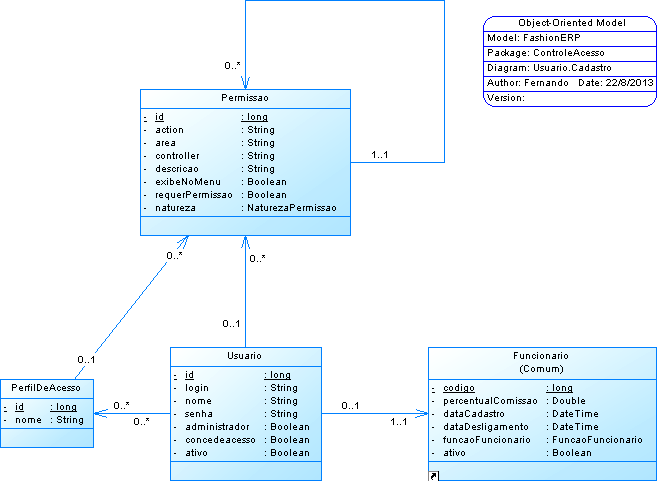 Object-Oriented Model
Model: FashionERP
Package: ControleAcesso
Diagram: Usuario.Cadastro
Author: Fernando Date: 22/8/2013
Version:
0..*
Permissao
- id : long
- action : String
- area : String
- controller : String
- descricao : String
- exibeNoMenu : Boolean
- requerPermissao : Boolean
- natureza : NaturezaPermissao
1..1
0..*
0..*
0..1
0..1
PerfilDeAcesso
- id : long
- nome : String
0..*
0..*
Usuario
- id : long
- login : String
- nome : String
- senha : String
- administrador : Boolean
- concedeacesso : Boolean
- ativo : Boolean
0..1
1..1
Funcionario
(Comum)
- codigo : long
- percentualComissao : Double
- dataCadastro : DateTime
- dataDesligamento : DateTime
- funcaoFuncionario : FuncaoFuncionario
- ativo : Boolean